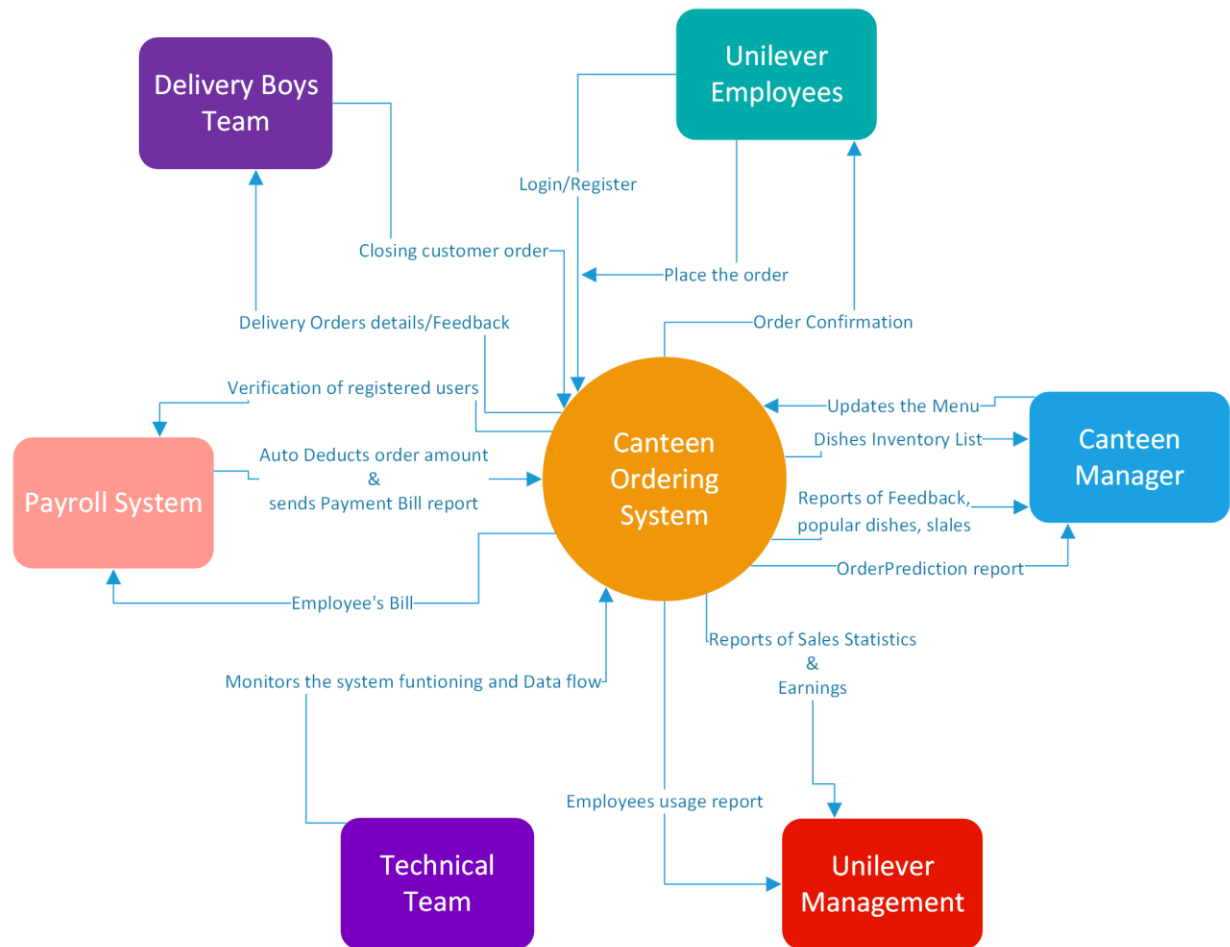 Unilever
Employees
Delivery Boys
Team
Login/Register
Closing customer order
Place the order
Delivery Orders details/Feedback
Order Confirmation
Verification of registered users
Updates the Menu
Canteen
Ordering
System
Dishes Inventory List
Canteen
Manager
Payroll System
Auto Deducts order amount
&
sends Payment Bill report
Reports of Feedback,
popular dishes, slales
OrderPrediction report
Employee's Bill
Reports of Sales Statistics
&
Earnings
Monitors the system funtioning and Data flow
Employees usage report
Technical
Team
Unilever
Management